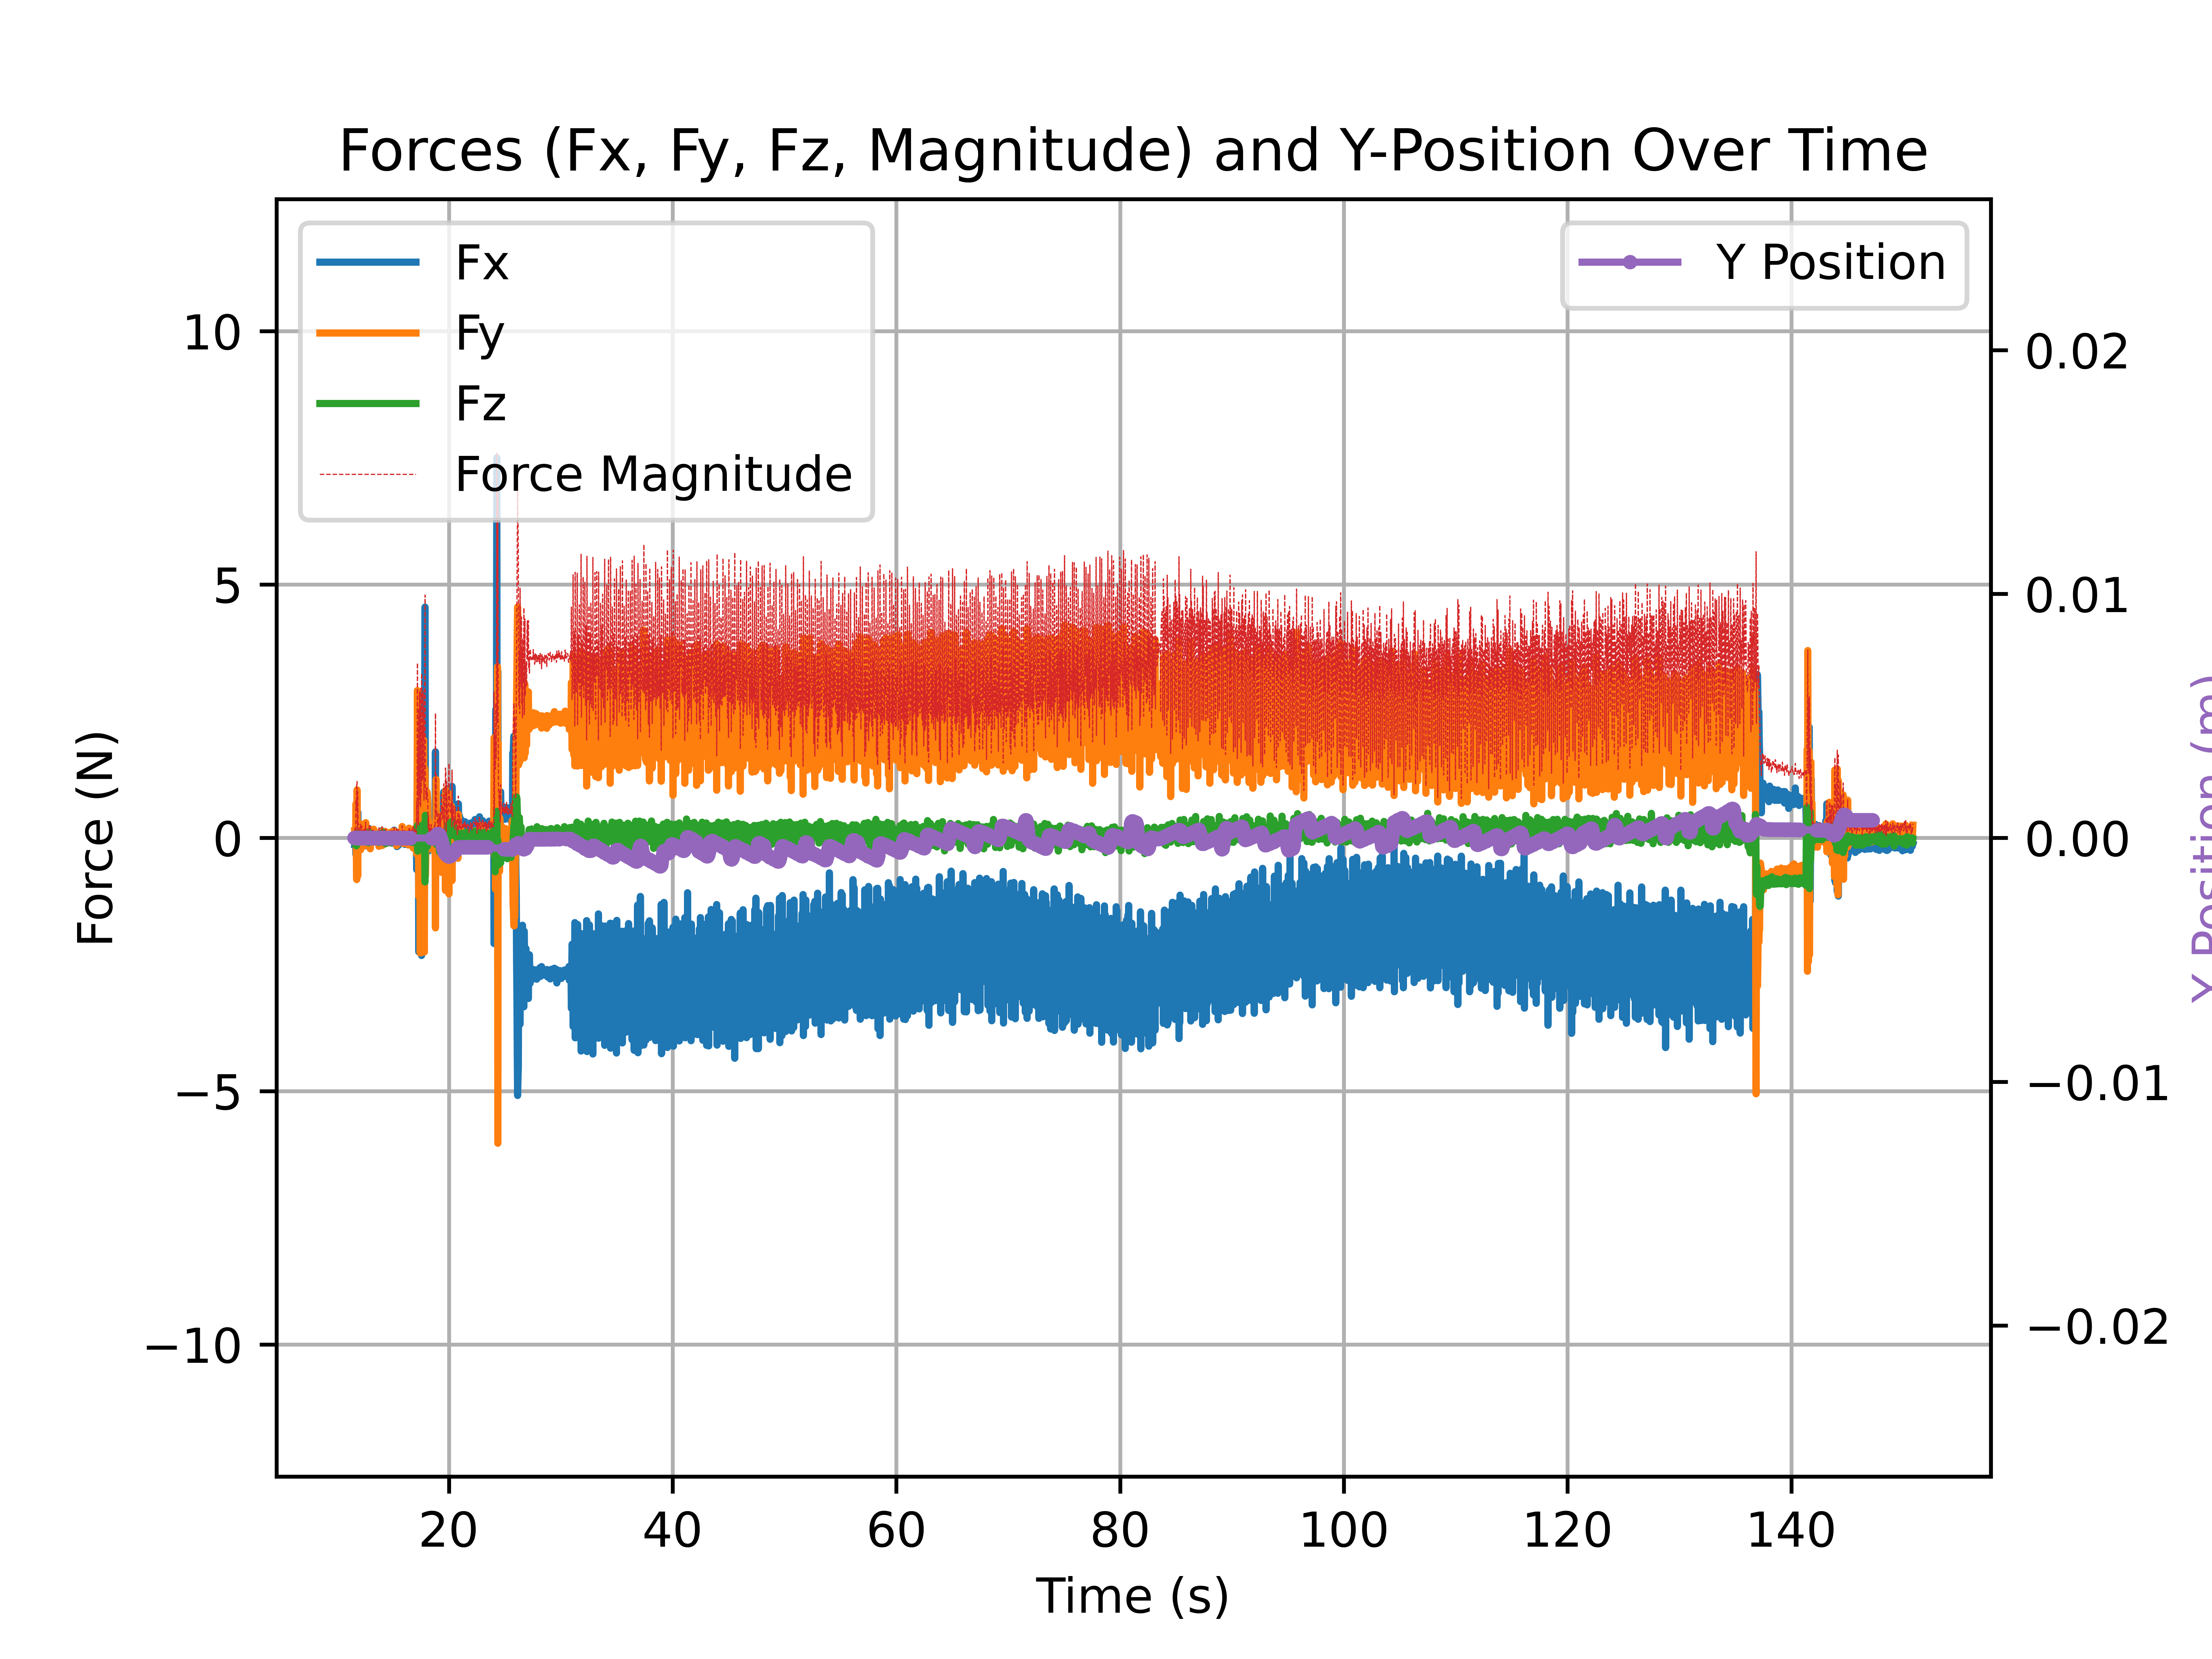 Forces (Fx, Fy, Fz, Magnitude) and Y-Position Over Time
Fx
Fy
Fz
Force Magnitude
Y Position
10
5
0
−5
−10
Force (N)
0.02
0.01
0.00
−0.01
−0.02
Y Position (m)
20 40 60 80 100 120 140
Time (s)